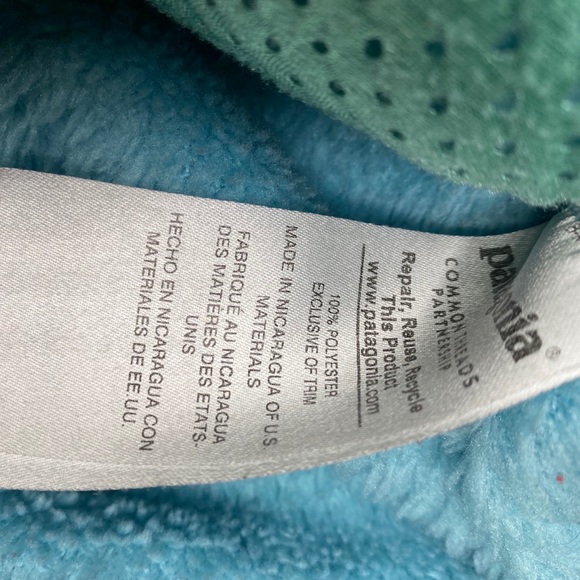 patagonia®
COMMON THREADS
PARTNERSHIP
Repair, Reuse, Recycle
This Product
www.patagonia.com
100% POLYESTER
EXCLUSIVE OF TRIM
MADE IN NICARAGUA OF U.S.
MATERIALS
FABRIQUÉ AU NICARAGUA
DES MATIÈRES DES ETATS-
UNIS
HECHO EN NICARAGUA CON
MATERIALES DE EE.UU.